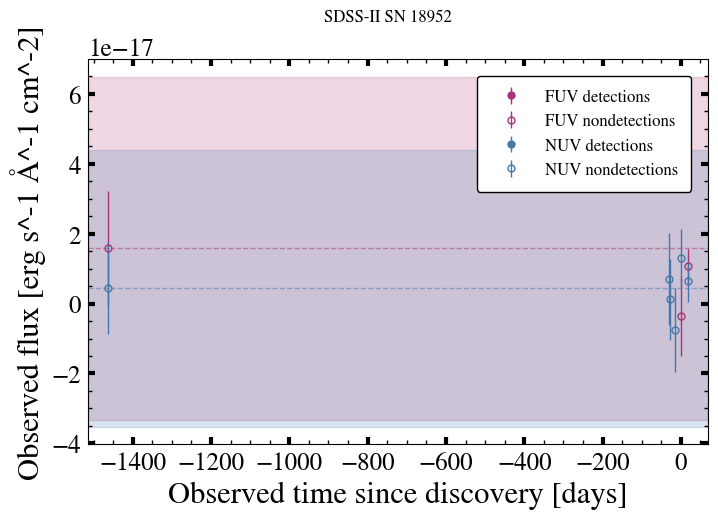 SDSS-II SN 18952
1e−17
FUV detections
FUV nondetections
NUV detections
NUV nondetections
6
4
2
0
−2
−4
Observed flux [erg s^-1 Å^-1 cm^-2]
−1400 −1200 −1000 −800 −600 −400 −200 0
Observed time since discovery [days]